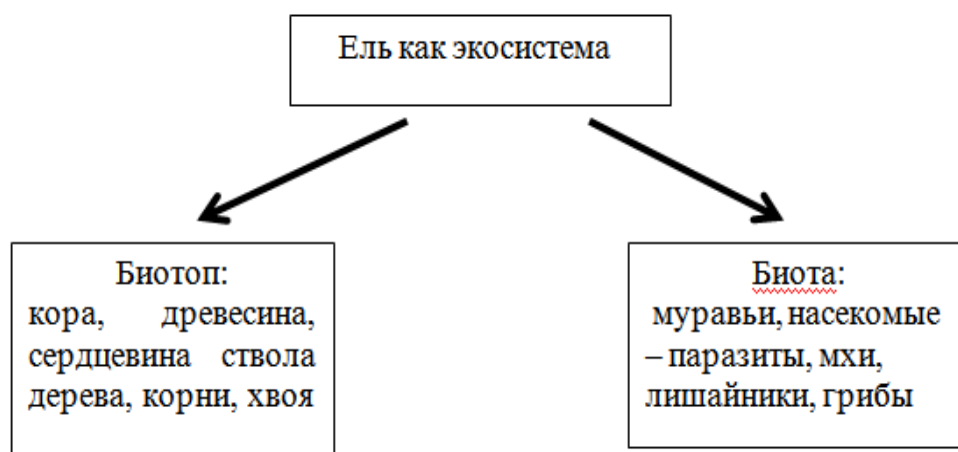 Ель как экосистема
Биотоп:
кора, древесина,
сердцевина ствола
дерева, корни, хвоя
Биота:
муравьи, насекомые
– паразиты, мхи,
лишайники, грибы